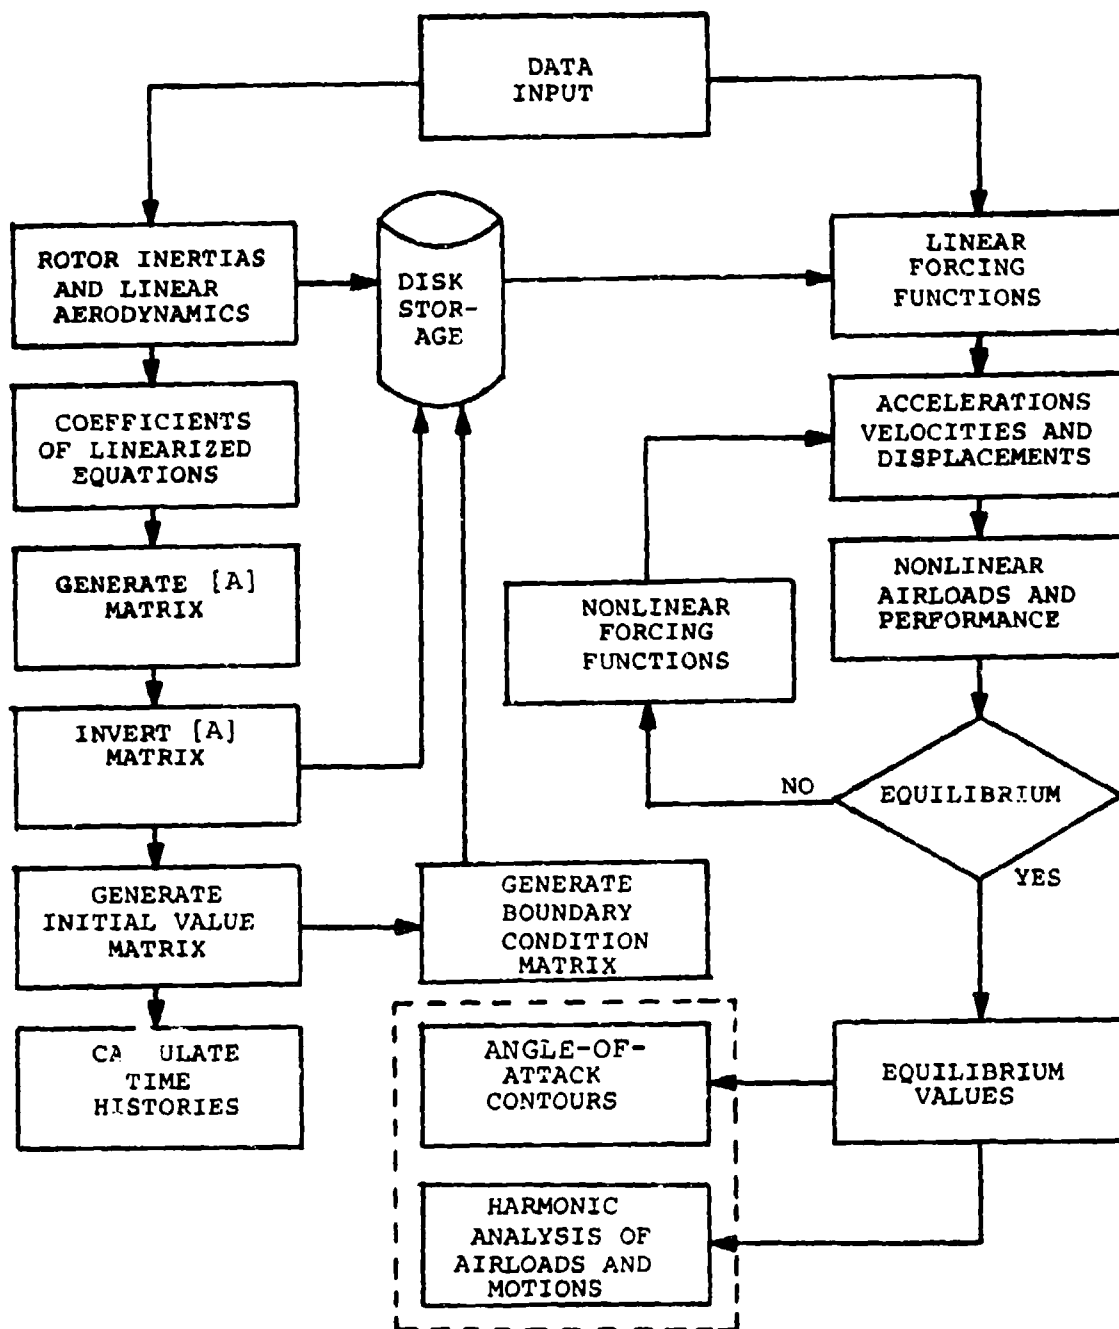 DATA
INPUT
ROTOR INERTIAS
AND LINEAR
AERODYNAMICS
DISK
STOR-
AGE
LINEAR
FORCING
FUNCTIONS
COEFFICIENTS
OF LINEARIZED
EQUATIONS
ACCELERATIONS
VELOCITIES AND
DISPLACEMENTS
GENERATE [A]
MATRIX
NONLINEAR
FORCING
FUNCTIONS
NONLINEAR
AIRLOADS AND
PERFORMANCE
INVERT [A]
MATRIX
NO
EQUILIBRIUM
YES
GENERATE
INITIAL VALUE
MATRIX
GENERATE
BOUNDARY
CONDITION
MATRIX
TIME
HISTORIES
ANGLE-OF-
ATTACK
CONTOURS
EQUILIBRIUM
VALUES
HARMONIC
ANALYSIS OF
AIRLOADS AND
MOTIONS